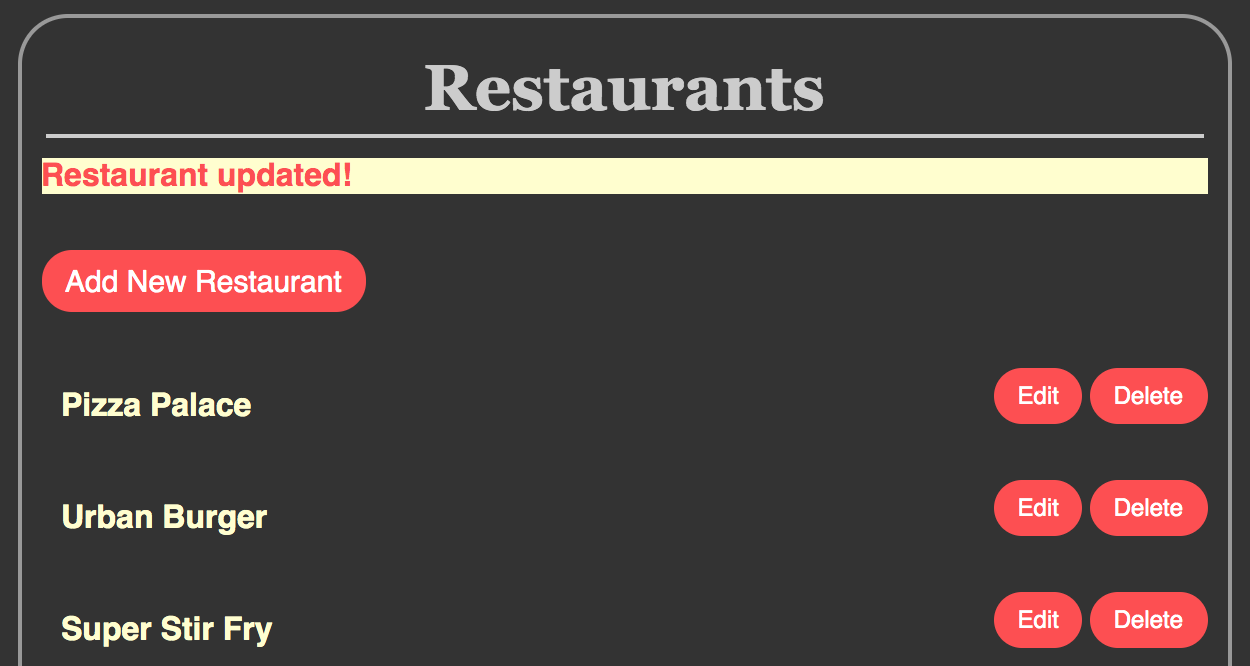 Restaurants
Restaurant updated!
Add New Restaurant
Pizza Palace Edit Delete
Urban Burger Edit Delete
Super Stir Fry Edit Delete